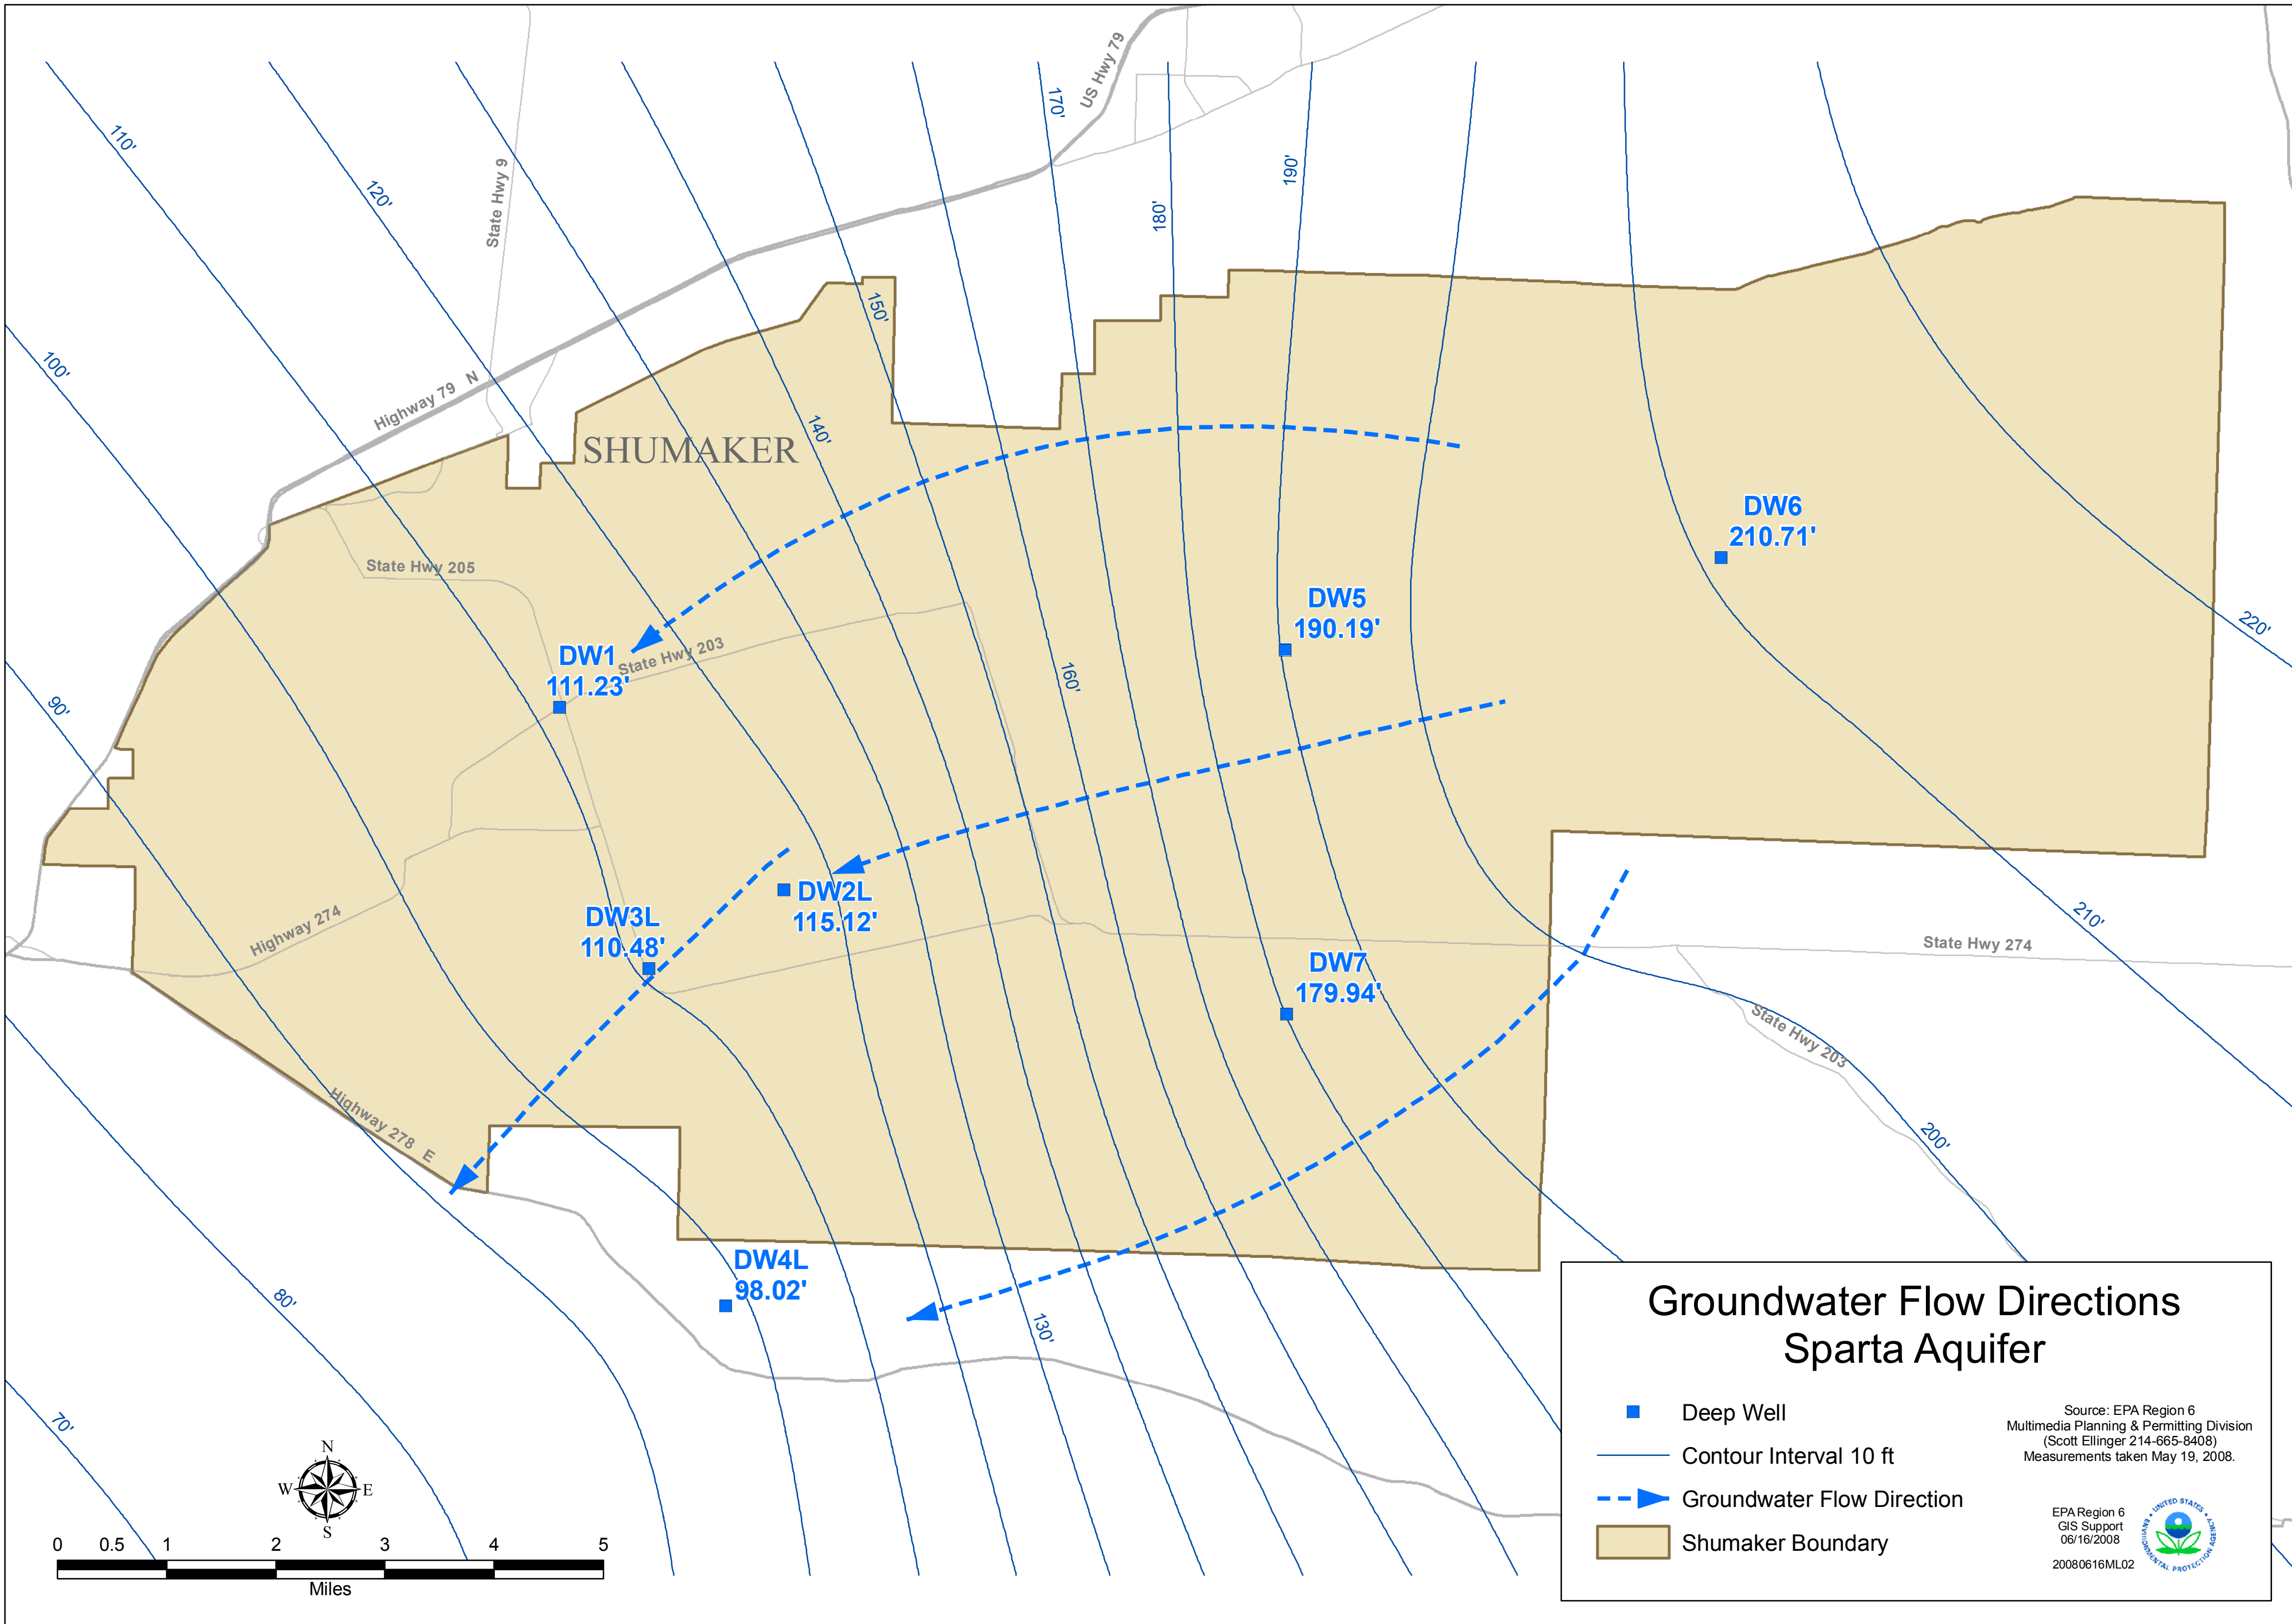 US Hwy 79
170'
110'
190'
State Hwy 9
120'
180'
150'
100'
Highway 79 N
140'
SHUMAKER
DW6
210.71'
State Hwy 205
DW5
190.19'
220'
DW1
111.23'
State Hwy 203
160'
90'
DW2L
115.12'
DW3L
110.48'
Highway 274
210'
State Hwy 274
DW7
179.94'
State Hwy 203
Highway 278 E
200'
DW4L
98.02'
80'
130'
70'
N
W E
S
0 0.5 1 2 3 4 5
Miles
Groundwater Flow Directions
Sparta Aquifer
Deep Well
Contour Interval 10 ft
Groundwater Flow Direction
Shumaker Boundary
Source: EPA Region 6
Multimedia Planning & Permitting Division
(Scott Ellinger 214-665-8408)
Measurements taken May 19, 2008.
EPA Region 6
GIS Support
06/16/2008
20080616ML02
UNITED STATES
ENVIRONMENTAL PROTECTION AGENCY